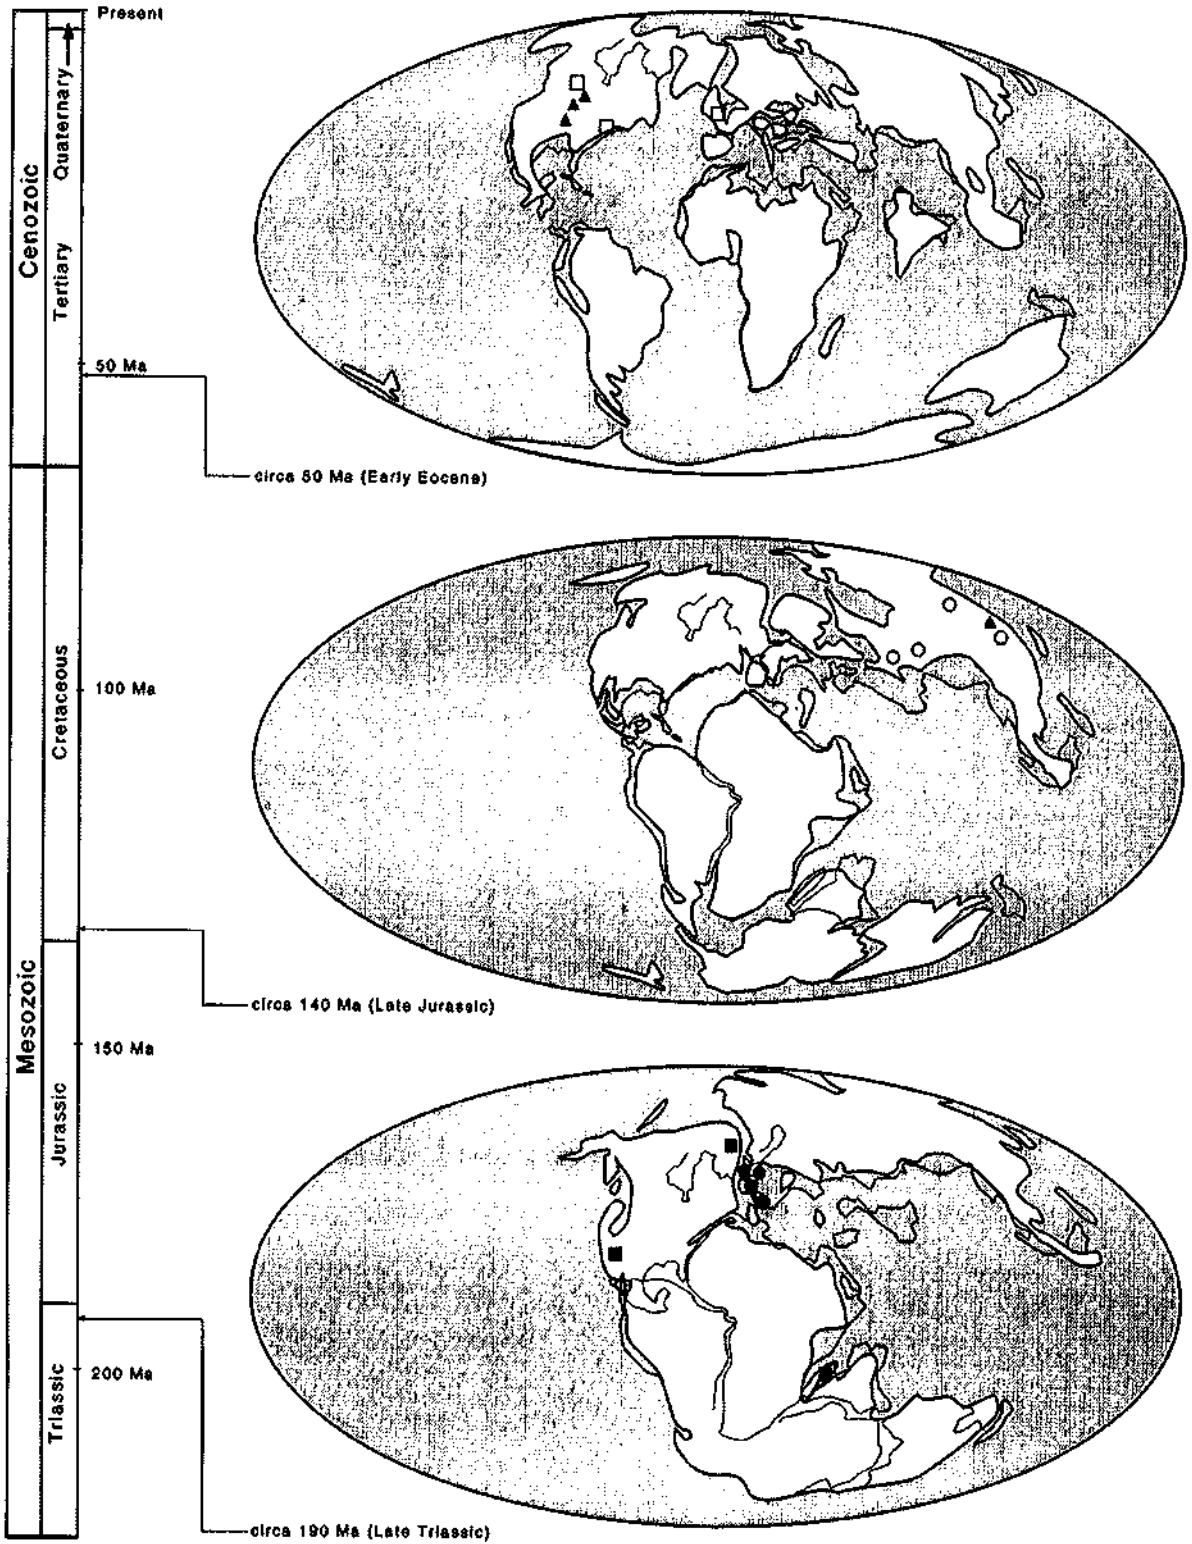 Present
Cenozoic
Quaternary
Tertiary
50 Ma
circa 50 Ma (Early Eocene)
Mesozoic
Cretaceous
100 Ma
circa 140 Ma (Late Jurassic)
150 Ma
Jurassic
200 Ma
Triassic
circa 190 Ma (Late Triassic)